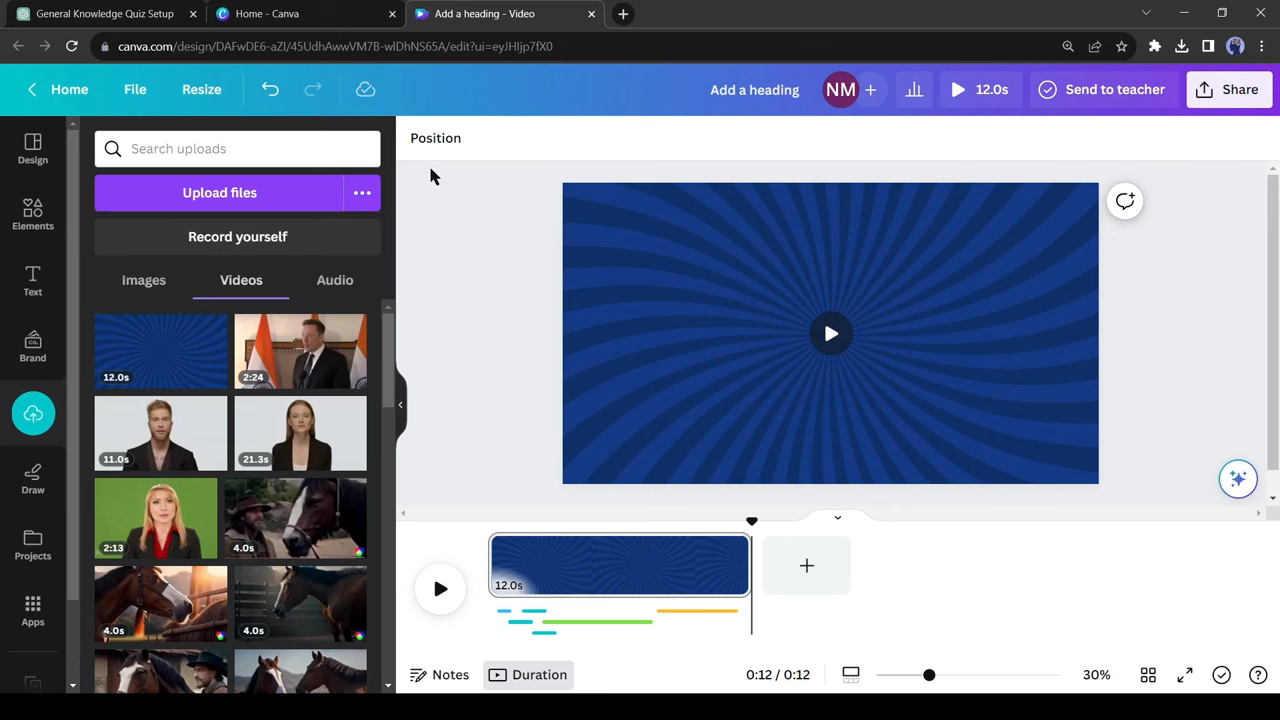 General Knowledge Quiz Setup
Home - Canva
Add a heading - Video
canva.com/design/DAFwDE6-aZI/45UdhAwwVM7B-wIDhNS65A/edit?ui=eyJHIjp7fX0
Home
File
Resize
Add a heading
NM
12.0s
Send to teacher
Share
Design
Elements
Text
CO.
Brand
Draw
Projects
Apps
Search uploads
Upload files
Record yourself
Images
Videos
Audio
12.0s
2:24
11.0s
21.3s
2:13
4.0s
4.0s
4.0s
Position
12.0s
Notes
Duration
0:12 / 0:12
30%